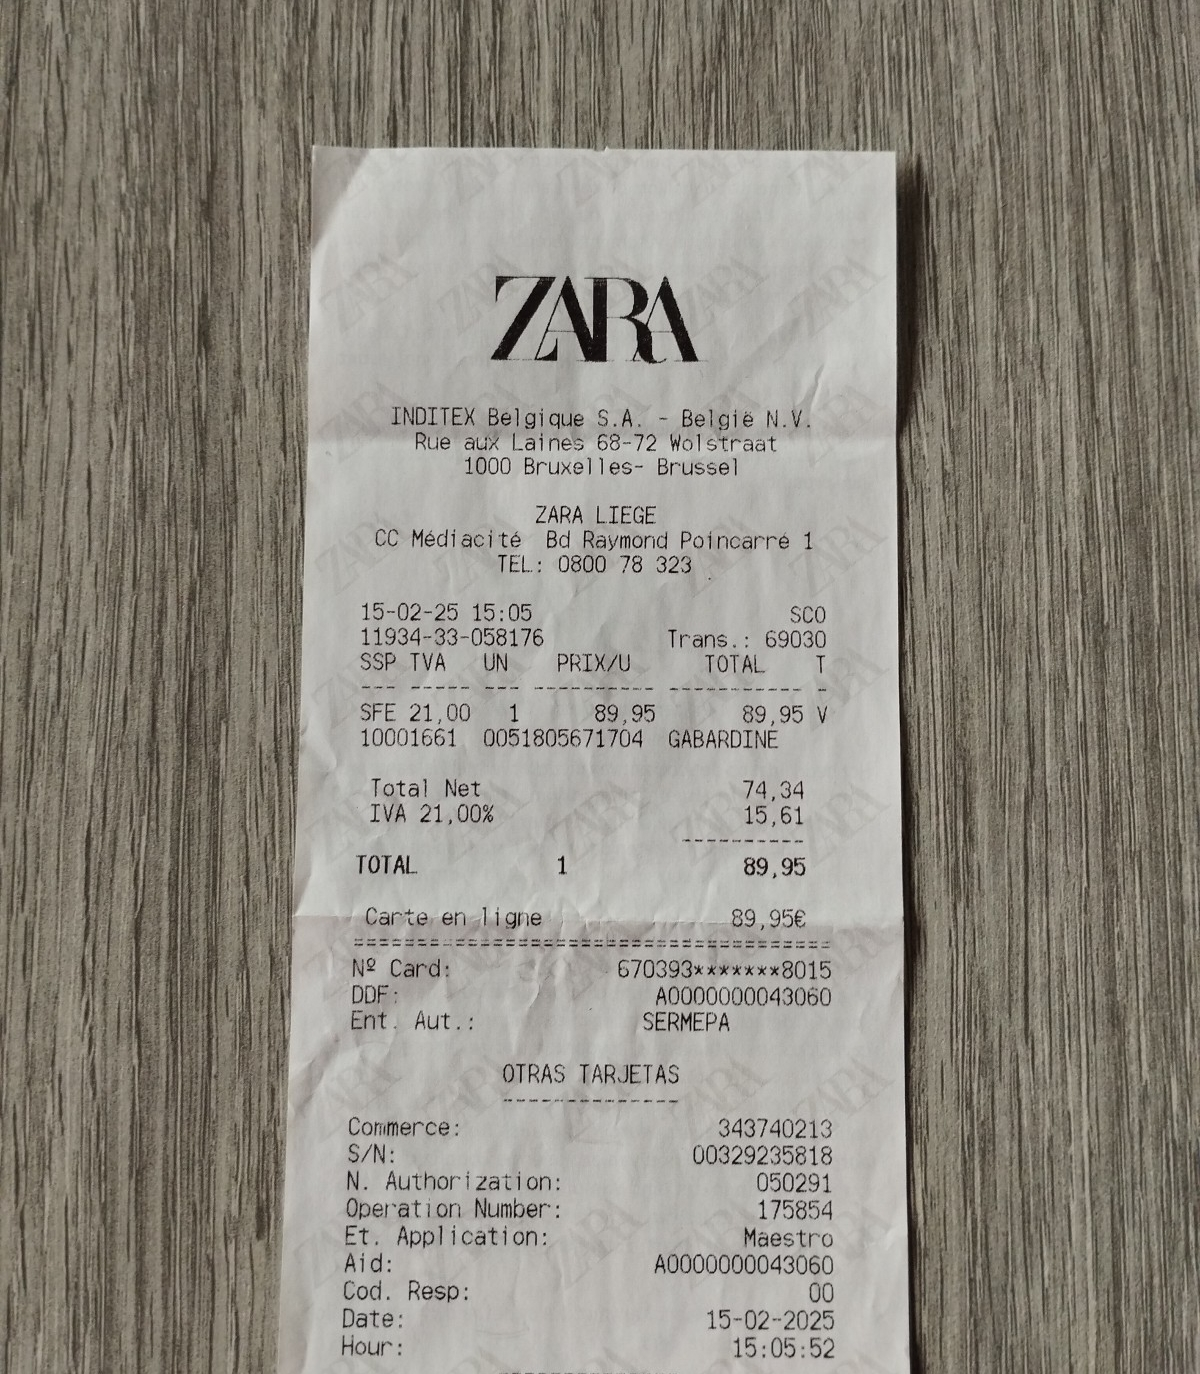 ZARA
INDITEX Belgique S.A. - België N.V.
Rue aux Laines 68-72 Wolstraat
1000 Bruxelles- Brussel
ZARA LIEGE
CC Médiacité Bd Raymond Poincarré 1
TEL: 0800 78 323
15-02-25 15:05 SCO
11934-33-058176 Trans.: 69030
SSP TVA UN PRIX/U TOTAL T
--- ----- --- ---------- ----------- -
SFE 21,00 1 89,95 89,95 V
10001661 0051805671704 GABARDINE
Total Net 74,34
IVA 21,00% 15,61
----------
TOTAL 1 89,95
Carte en ligne 89,95€
=======================================
Nº Card: 670393*******8015
DDF: A0000000043060
Ent. Aut.: SERMEPA
OTRAS TARJETAS
--------------
Commerce: 343740213
S/N: 00329235818
N. Authorization: 050291
Operation Number: 175854
Et. Application: Maestro
Aid: A0000000043060
Cod. Resp: 00
Date: 15-02-2025
Hour: 15:05:52